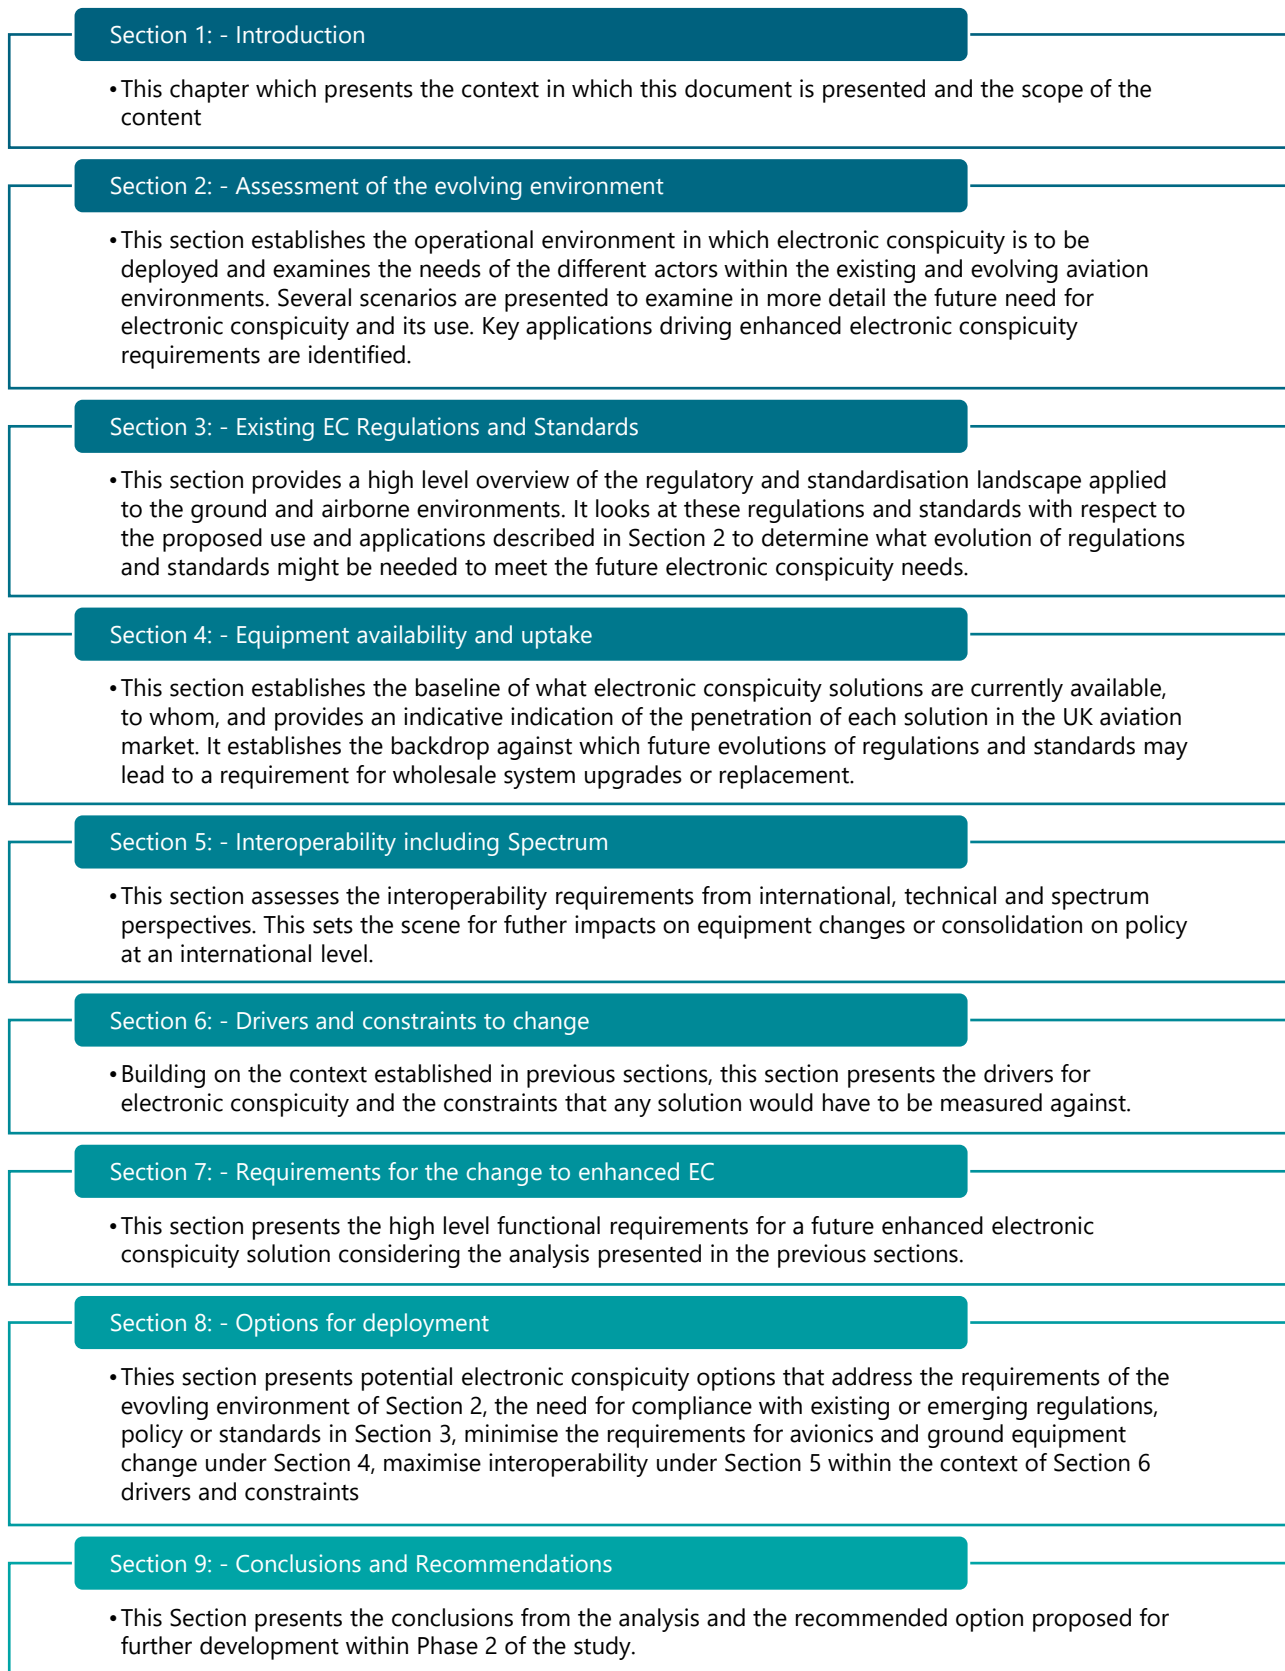 Section 1: - Introduction
•This chapter which presents the context in which this document is presented and the scope of the
content
Section 2: - Assessment of the evolving environment
•This section establishes the operational environment in which electronic conspicuity is to be
deployed and examines the needs of the different actors within the existing and evolving aviation
environments. Several scenarios are presented to examine in more detail the future need for
electronic conspicuity and its use. Key applications driving enhanced electronic conspicuity
requirements are identified.
Section 3: - Existing EC Regulations and Standards
•This section provides a high level overview of the regulatory and standardisation landscape applied
to the ground and airborne environments. It looks at these regulations and standards with respect to
the proposed use and applications described in Section 2 to determine what evolution of regulations
and standards might be needed to meet the future electronic conspicuity needs.
Section 4: - Equipment availability and uptake
•This section establishes the baseline of what electronic conspicuity solutions are currently available,
to whom, and provides an indicative indication of the penetration of each solution in the UK aviation
market. It establishes the backdrop against which future evolutions of regulations and standards may
lead to a requirement for wholesale system upgrades or replacement.
Section 5: - Interoperability including Spectrum
•This section assesses the interoperability requirements from international, technical and spectrum
perspectives. This sets the scene for futher impacts on equipment changes or consolidation on policy
at an international level.
Section 6: - Drivers and constraints to change
•Building on the context established in previous sections, this section presents the drivers for
electronic conspicuity and the constraints that any solution would have to be measured against.
Section 7: - Requirements for the change to enhanced EC
•This section presents the high level functional requirements for a future enhanced electronic
conspicuity solution considering the analysis presented in the previous sections.
Section 8: - Options for deployment
•Thies section presents potential electronic conspicuity options that address the requirements of the
evovling environment of Section 2, the need for compliance with existing or emerging regulations,
policy or standards in Section 3, minimise the requirements for avionics and ground equipment
change under Section 4, maximise interoperability under Section 5 within the context of Section 6
drivers and constraints
Section 9: - Conclusions and Recommendations
•This Section presents the conclusions from the analysis and the recommended option proposed for
further development within Phase 2 of the study.